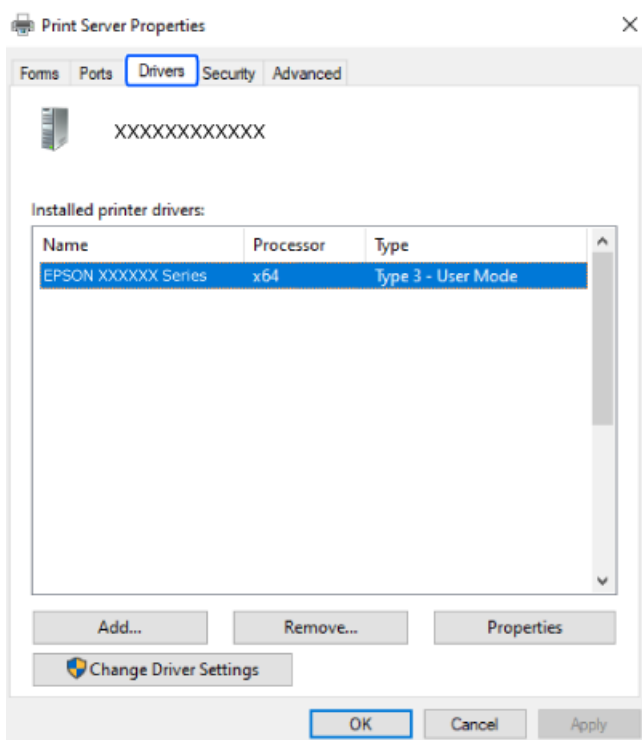 Print Server Properties
Forms Ports Drivers Security Advanced
XXXXXXXXXXXX
Installed printer drivers:
Name Processor Type
EPSON XXXXXX Series x64 Type 3 - User Mode
Add... Remove... Properties
Change Driver Settings
OK Cancel Apply